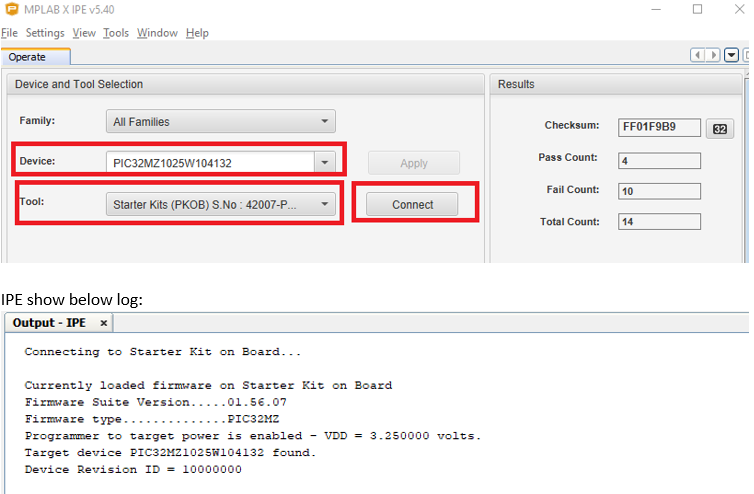 MPLAB X IPE v5.40
File Settings View Tools Window Help
Operate
Device and Tool Selection
Family: All Families
Device: PIC32MZ1025W104132 Apply
Tool: Starter Kits (PKOB) S.No : 42007-P... Connect
Results
Checksum: FF01F9B9 32
Pass Count: 4
Fail Count: 10
Total Count: 14
IPE show below log:
Output - IPE x
Connecting to Starter Kit on Board...
Currently loaded firmware on Starter Kit on Board
Firmware Suite Version.....01.56.07
Firmware type..............PIC32MZ
Programmer to target power is enabled - VDD = 3.250000 volts.
Target device PIC32MZ1025W104132 found.
Device Revision ID = 10000000